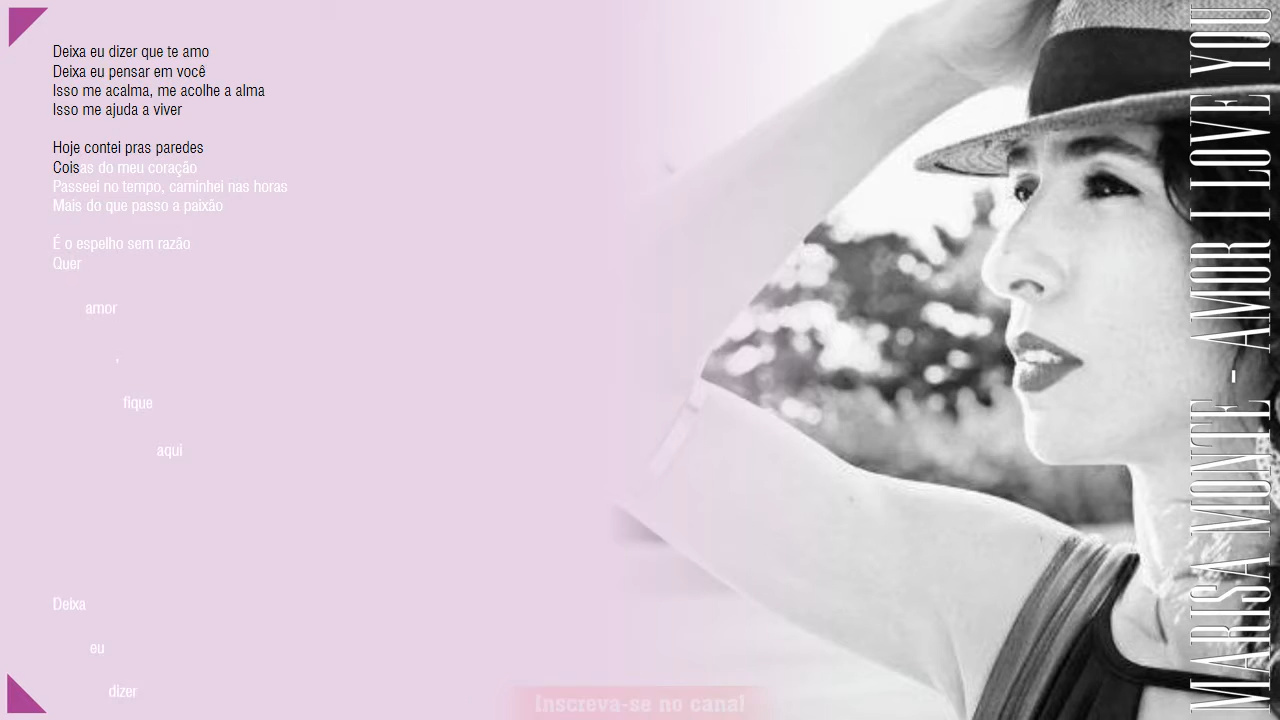 Deixa eu dizer que te amo
Deixa eu pensar em você
Isso me acalma, me acolhe a alma
Isso me ajuda a viver
Hoje contei pras paredes
Coisas do meu coração
Passeei no tempo, caminhei nas horas
Mais do que passo a paixão
É o espelho sem razão
Quer
amor
,
fique
aqui
Deixa
eu
dizer
Inscreva-se no canal
MARISA MONTE - AMOR I LOVE YOU